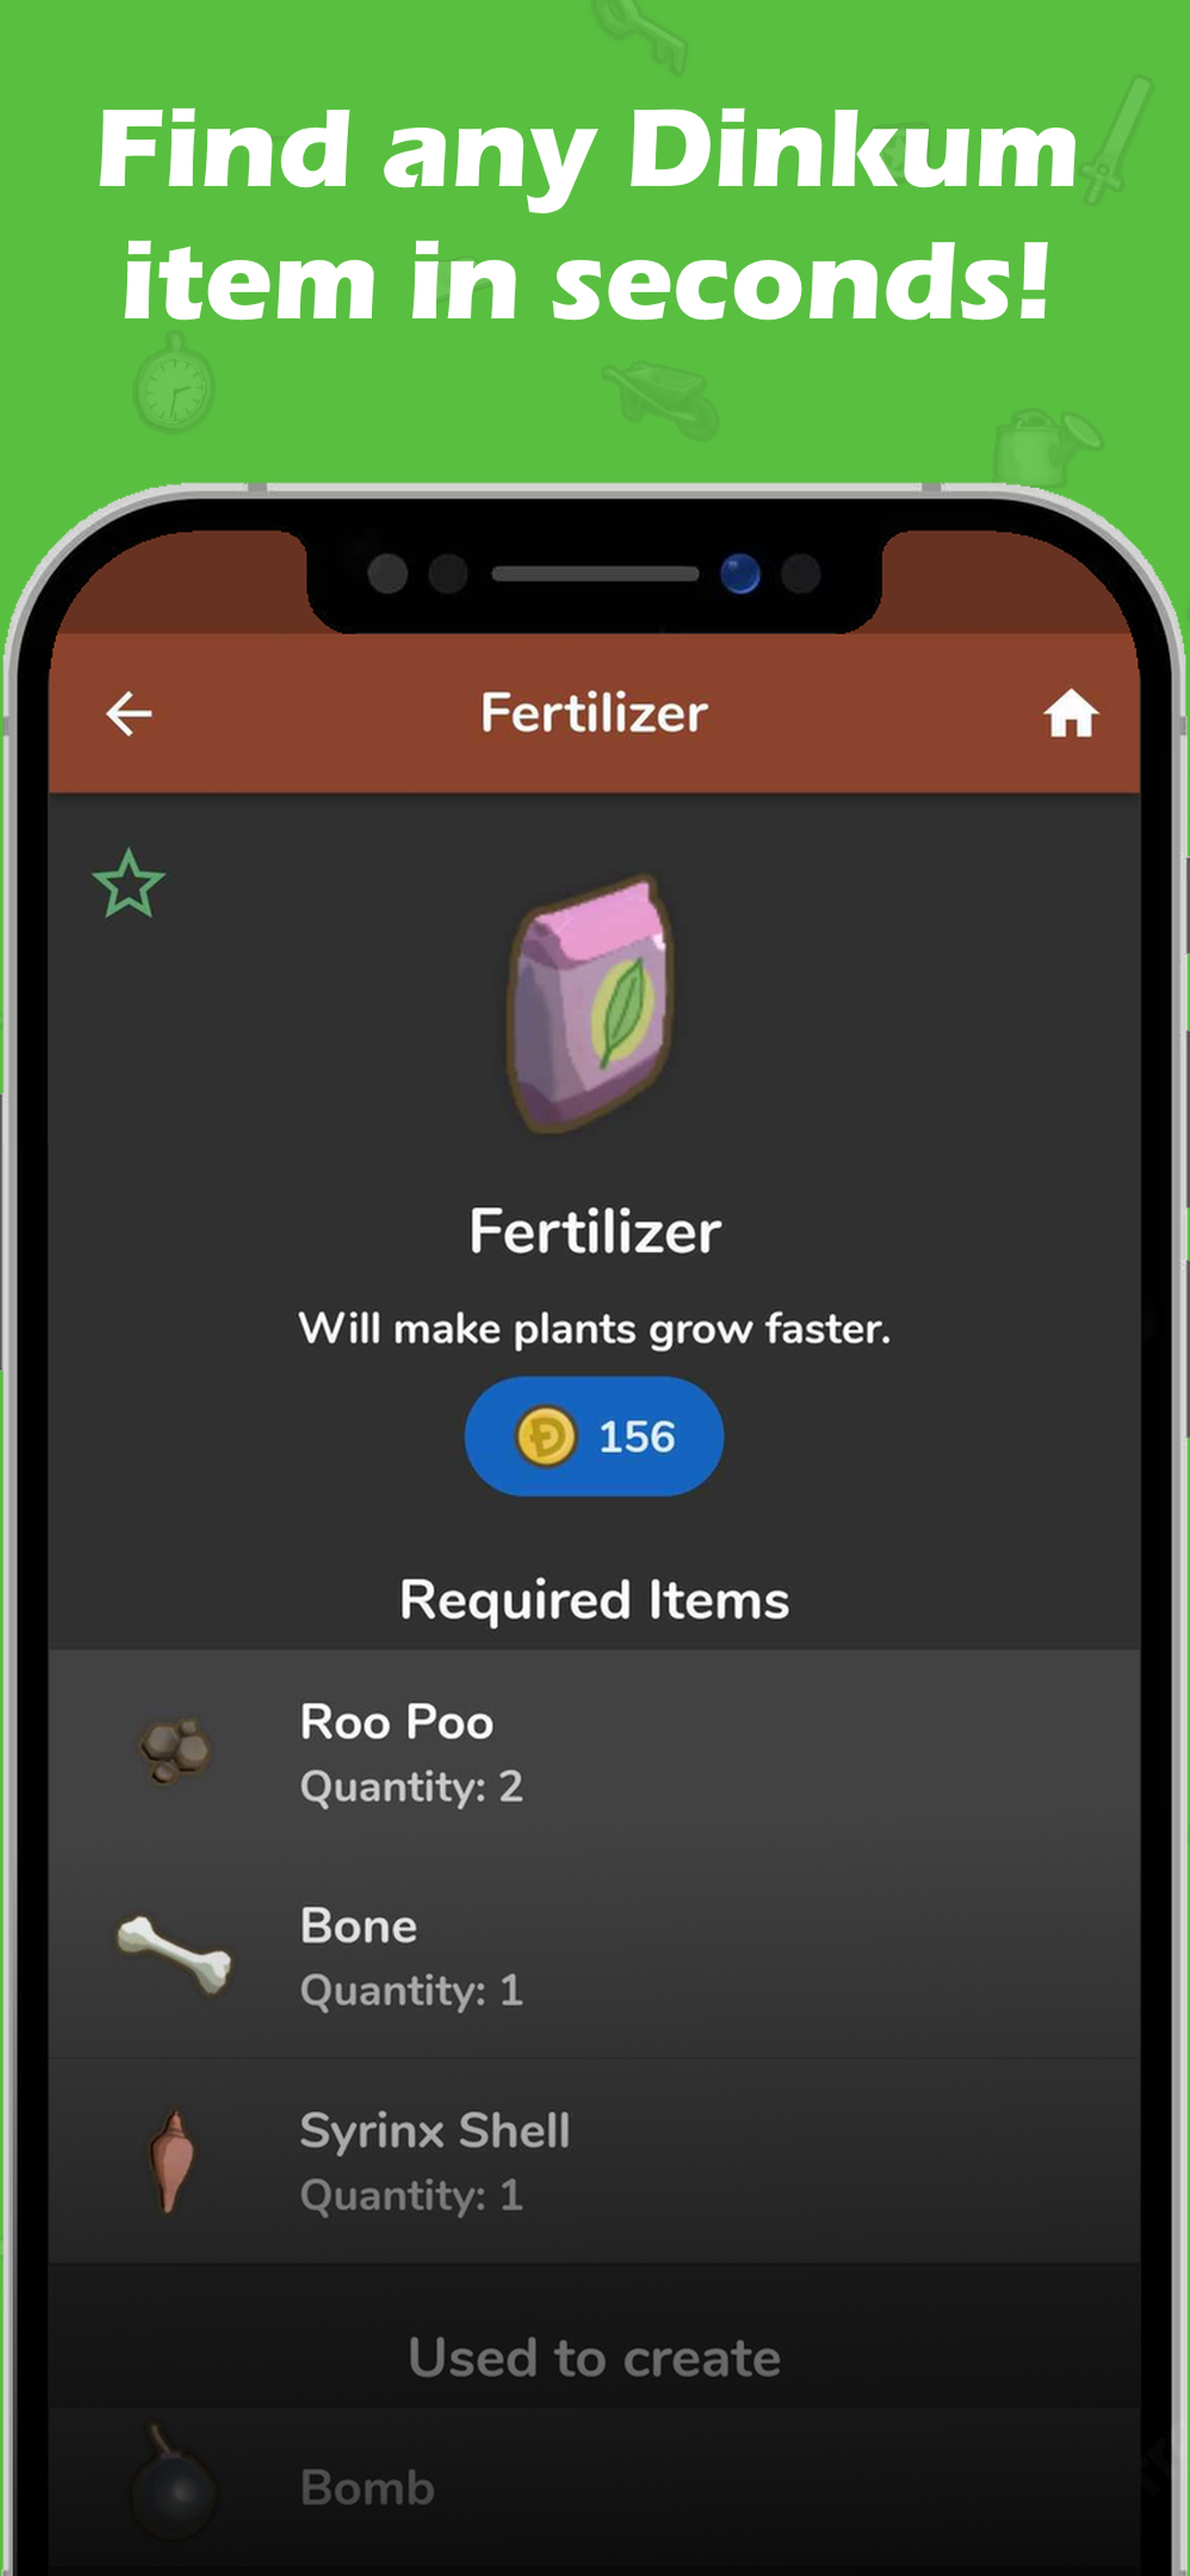 Find any Dinkum
item in seconds!
Fertilizer
Fertilizer
Will make plants grow faster.
156
Required Items
Roo Poo
Quantity: 2
Bone
Quantity: 1
Syrinx Shell
Quantity: 1
Used to create
Bomb